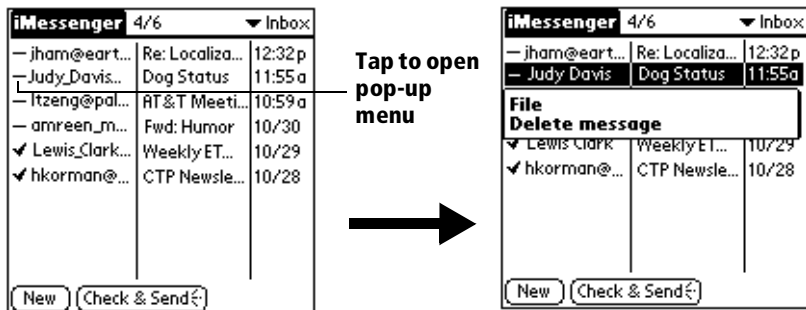 iMessenger 4/6 Inbox
— jham@eart... Re: Localiza... 12:32p
— Judy_Davis... Dog Status 11:55a
— ltzeng@pal... AT&T Meeti... 10:59a
— amreen_m... Fwd: Humor 10/30
✔ Lewis_Clark... Weekly ET... 10/29
✔ hkorman@... CTP Newsle... 10/28
New Check & Send
Tap to open
pop-up
menu
iMessenger 4/6 Inbox
— jham@eart... Re: Localiza... 12:32p
— Judy Davis Dog Status 11:55a
File
Delete message
✔ Lewis Clark Weekly ET... 10/29
✔ hkorman@... CTP Newsle... 10/28
New Check & Send